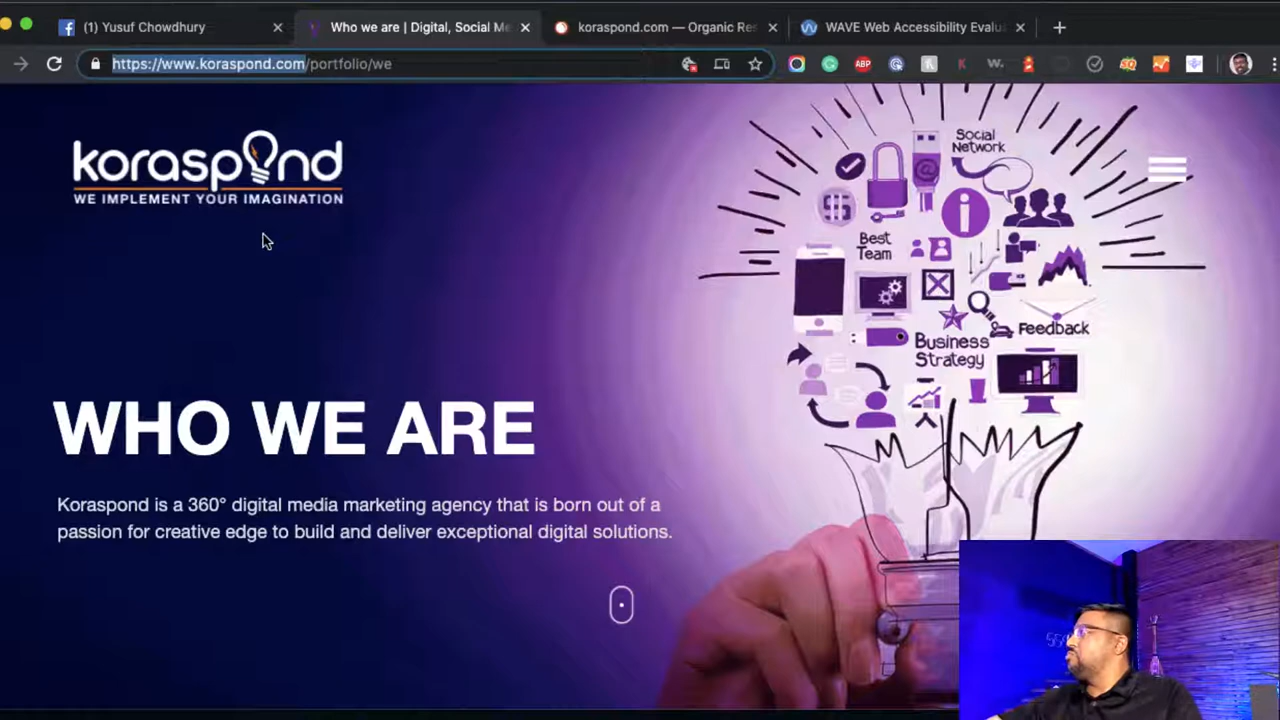 (1) Yusuf Chowdhury
Who we are | Digital, Social Me
koraspond.com — Organic Res
WAVE Web Accessibility Evalua
https://www.koraspond.com/portfolio/we
ABP
koraspond
WE IMPLEMENT YOUR IMAGINATION
Social
Network
Best
Team
Business
Strategy
Feedback
WHO WE ARE
Koraspond is a 360° digital media marketing agency that is born out of a
passion for creative edge to build and deliver exceptional digital solutions.